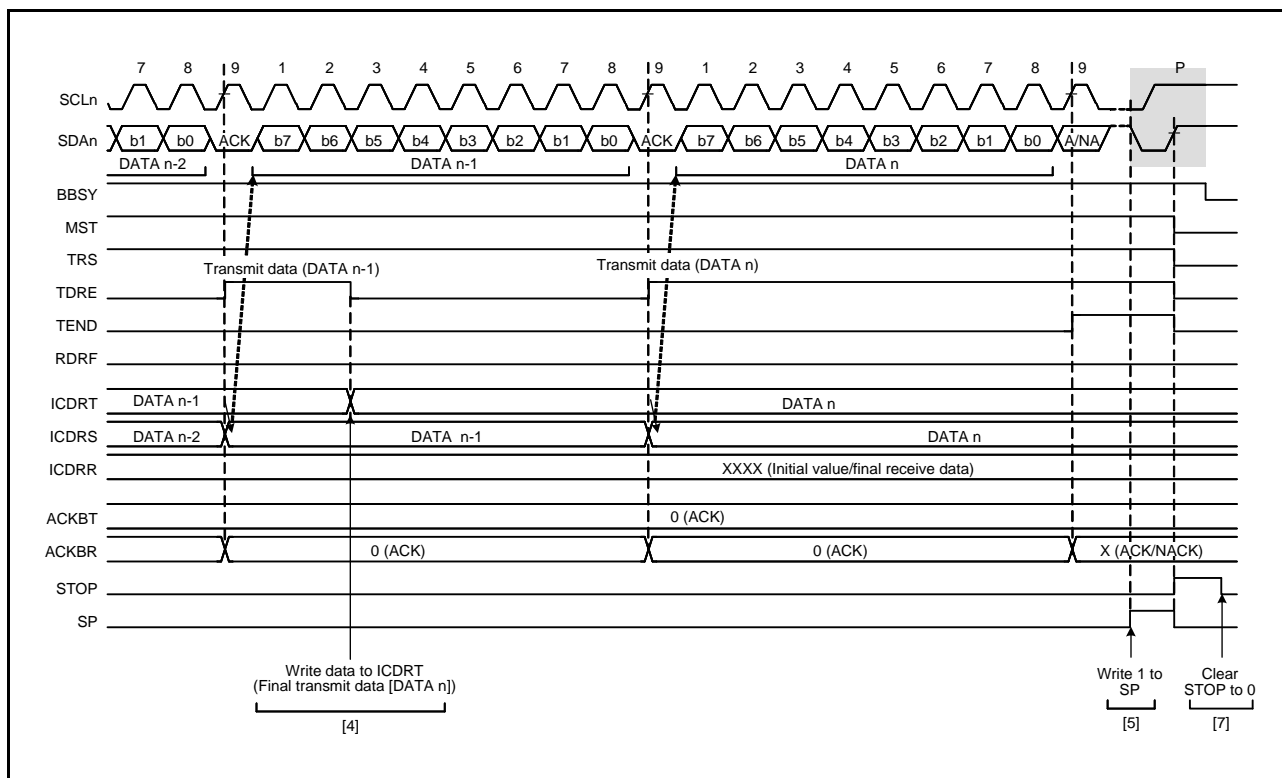 7 8 9 1 2 3 4 5 6 7 8 9 1 2 3 4 5 6 7 8 9 P
SCLn
SDAn b1 b0 ACK b7 b6 b5 b4 b3 b2 b1 b0 ACK b7 b6 b5 b4 b3 b2 b1 b0 A/NA
DATA n-2 DATA n-1 DATA n
BBSY
MST
TRS
Transmit data (DATA n-1) Transmit data (DATA n)
TDRE
TEND
RDRF
ICDRT DATA n-1 DATA n
ICDRS DATA n-2 DATA n-1 DATA n
ICDRR XXXX (Initial value/final receive data)
ACKBT 0 (ACK)
ACKBR 0 (ACK) 0 (ACK) X (ACK/NACK)
STOP
SP
Write data to ICDRT
(Final transmit data [DATA n])
[4]
Write 1 to
SP
[5]
Clear
STOP to 0
[7]